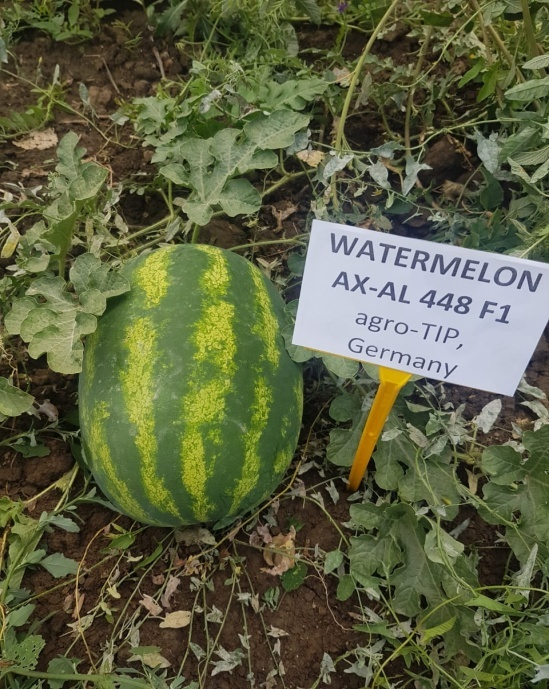 WATERMELON
AX-AL 448 F1
agro-TIP,
Germany